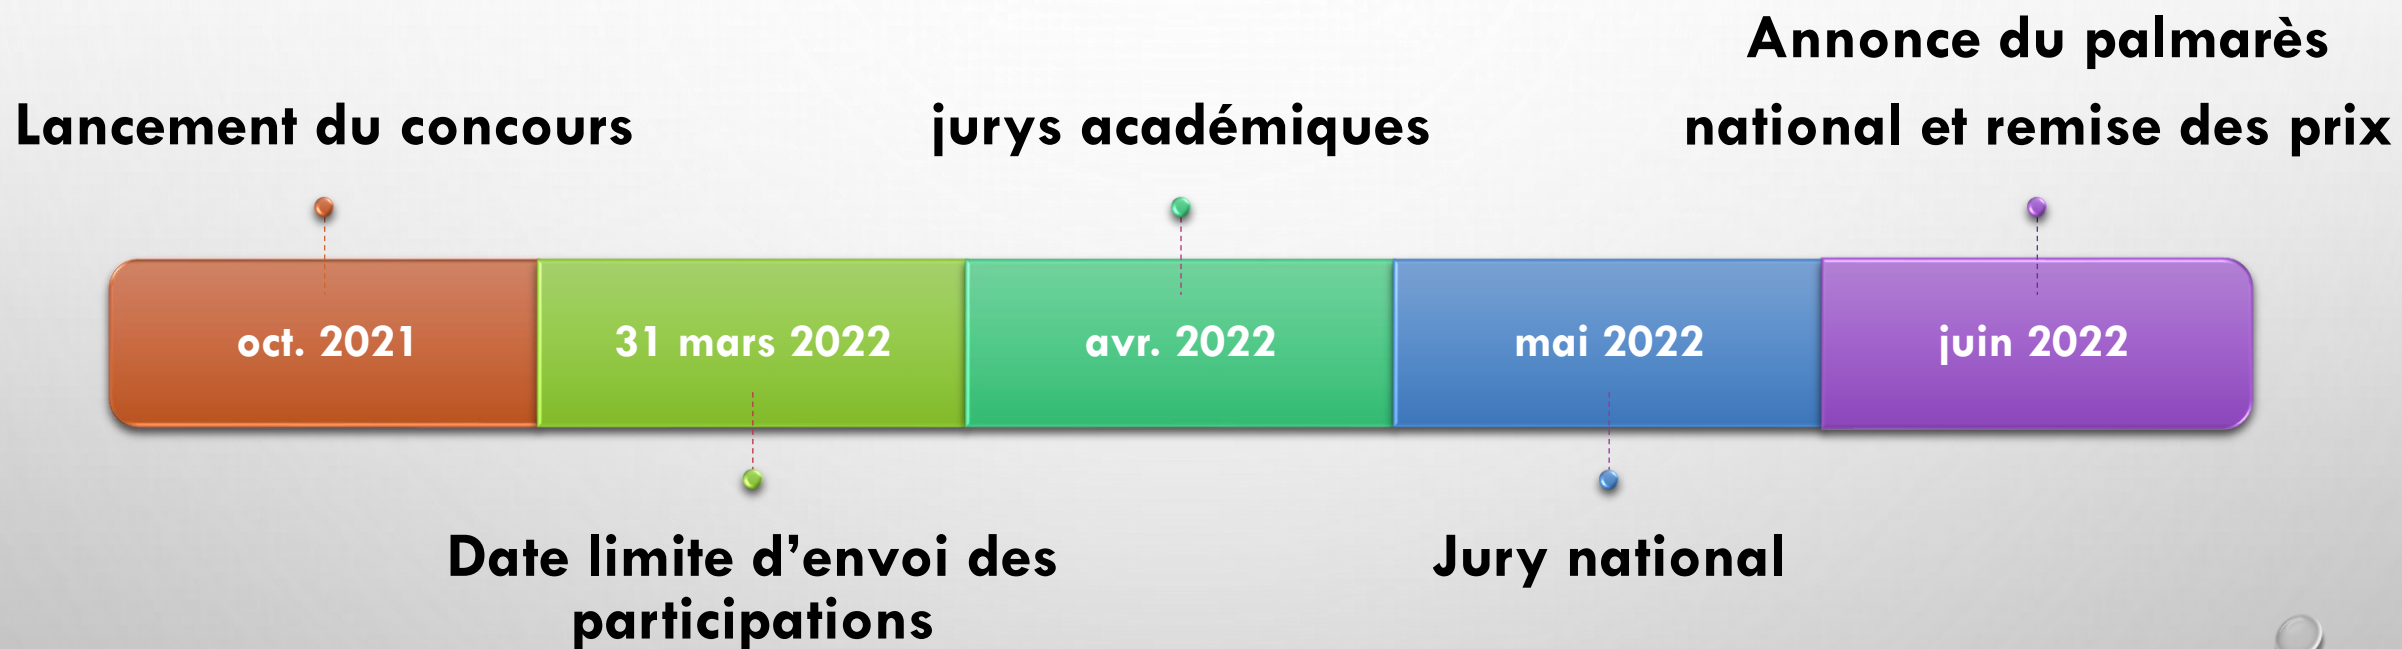 Annonce du palmarès
Lancement du concours
jurys académiques
national et remise des prix
oct. 2021
31 mars 2022
avr. 2022
mai 2022
juin 2022
Date limite d’envoi des
participations
Jury national